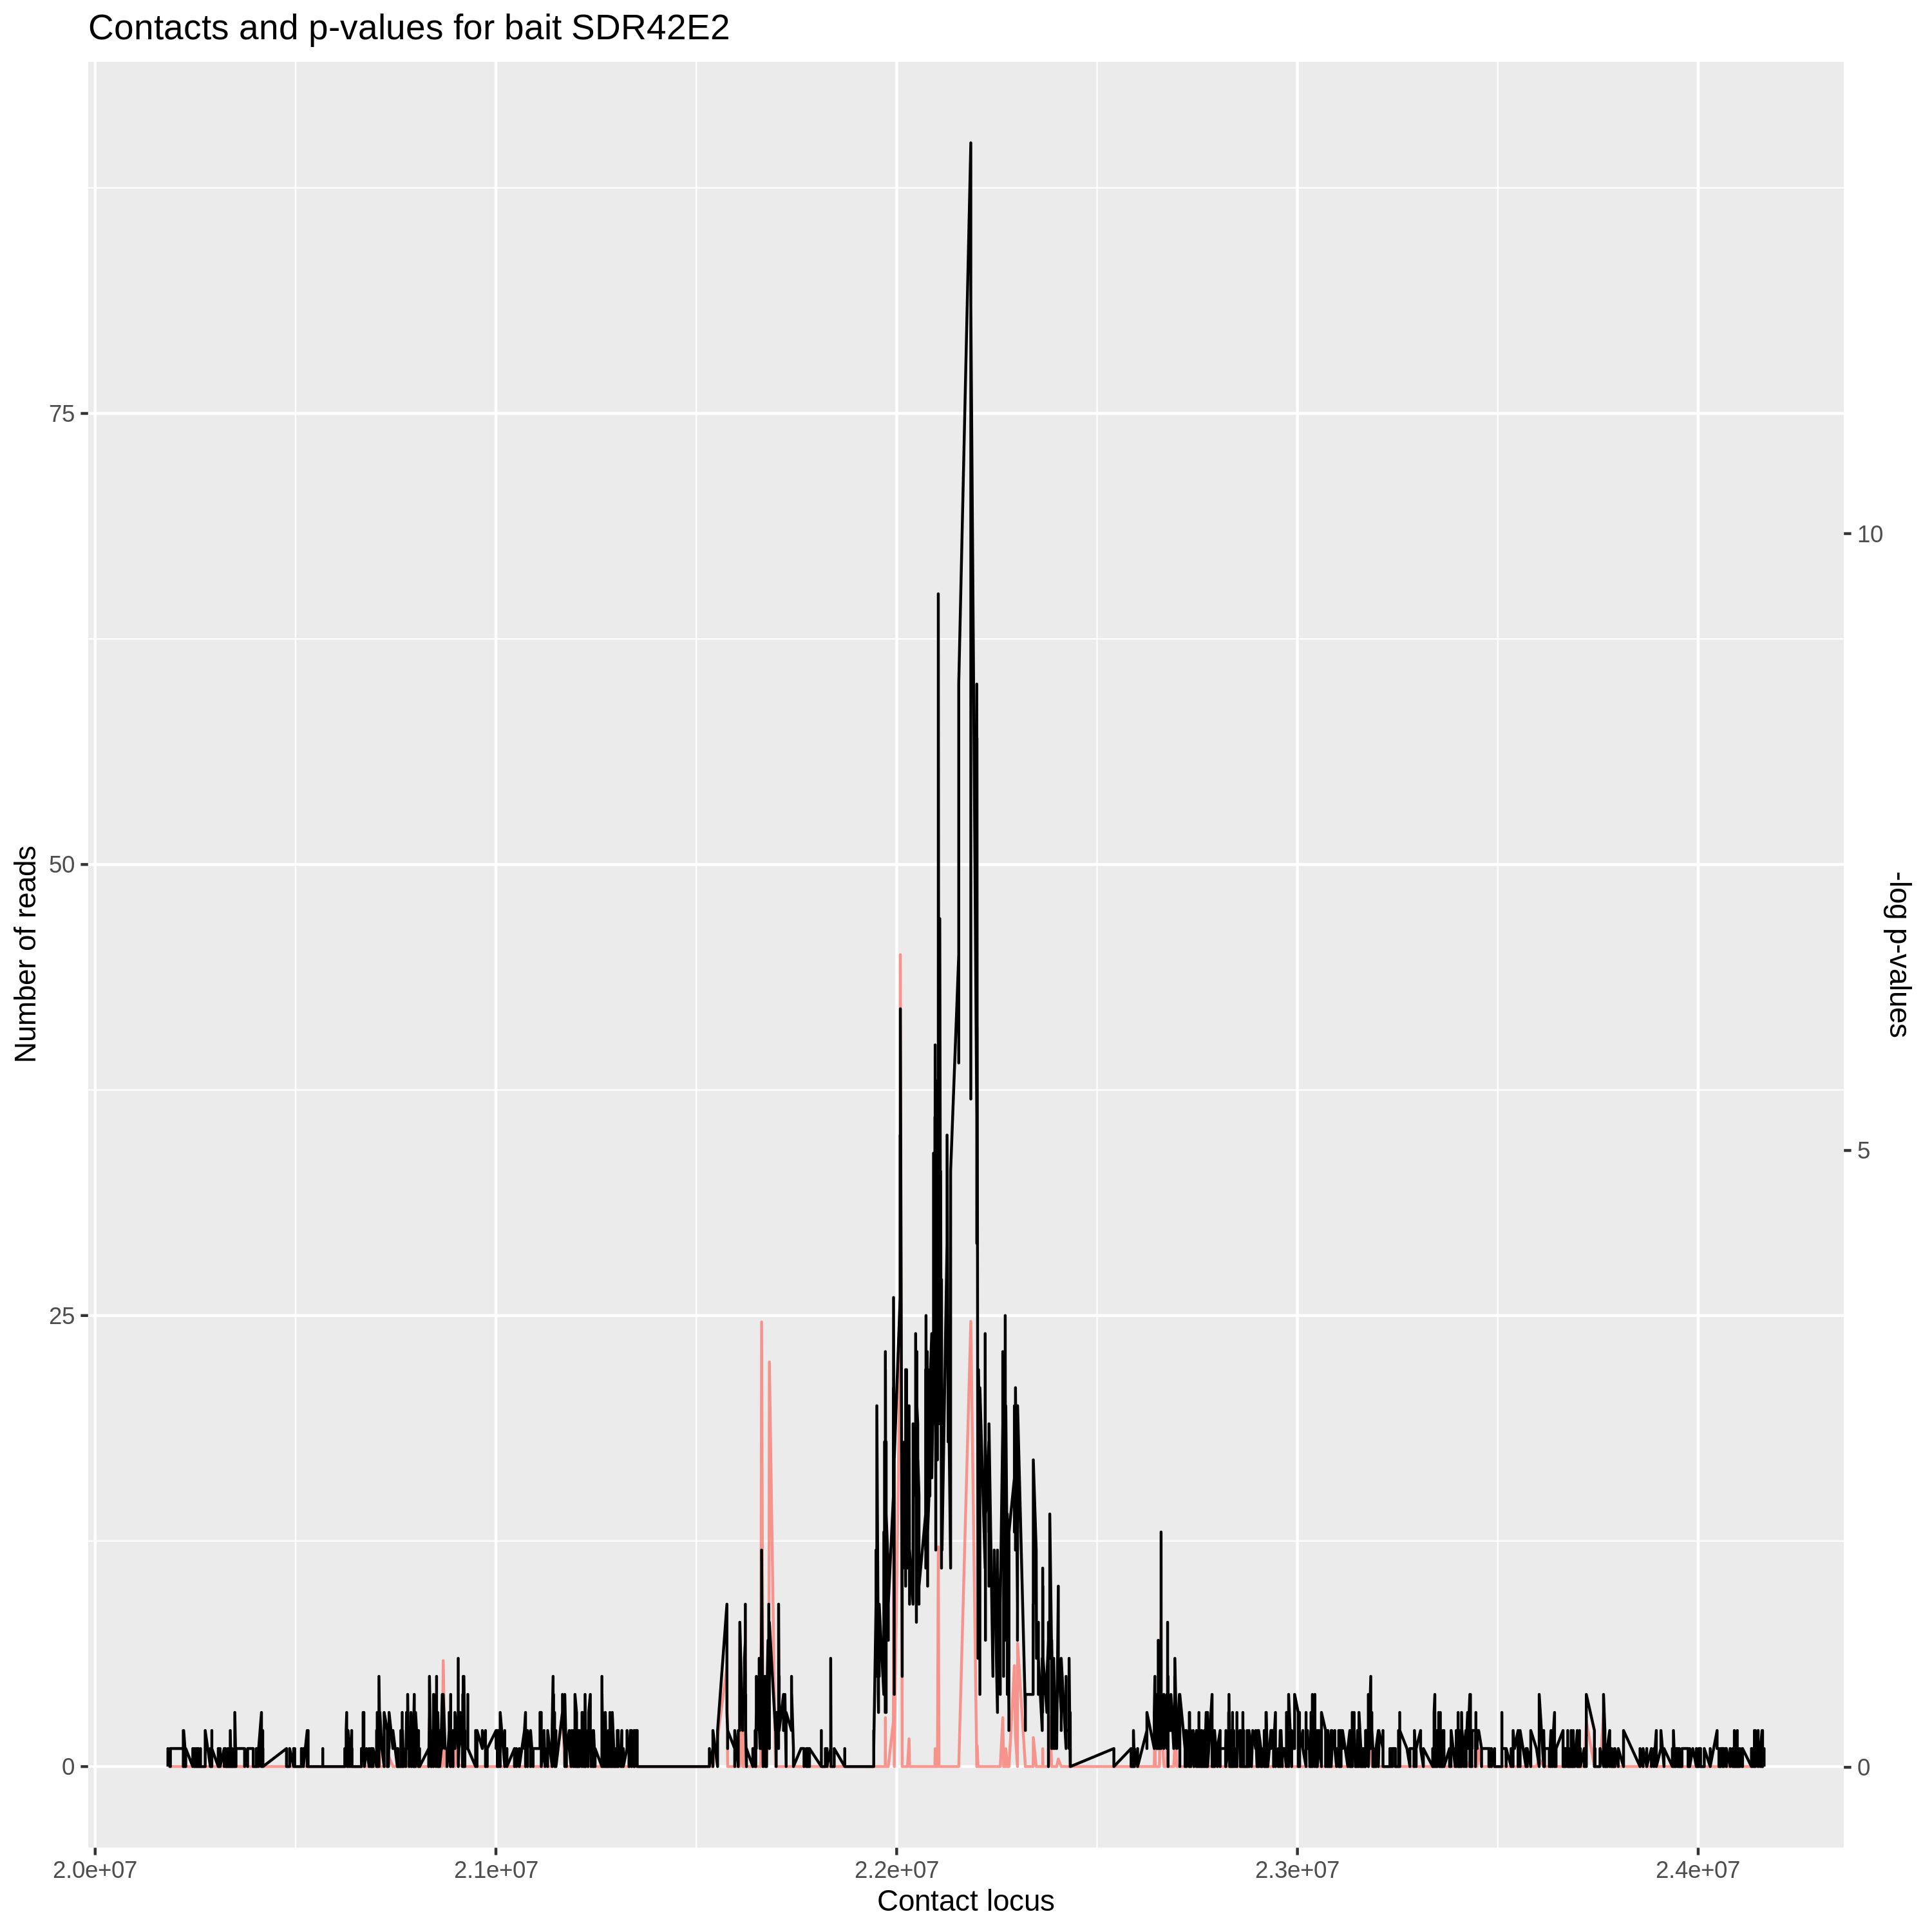 Contacts and p-values for bait SDR42E2
75
50
25
0
Number of reads
10
5
0
-log p-values
2.0e+07
2.1e+07
2.2e+07
2.3e+07
2.4e+07
Contact locus